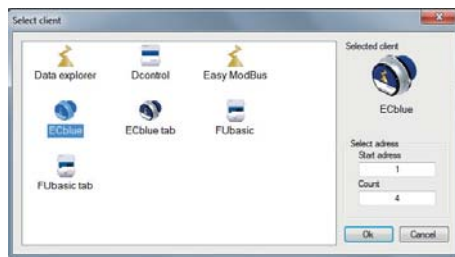 Select client
Data explorer
Dcontrol
Easy ModBus
ECblue
ECblue tab
FUbasic
FUbasic tab
Selected client
ECblue
Select adress
Start adress
1
Count
4
Ok
Cancel